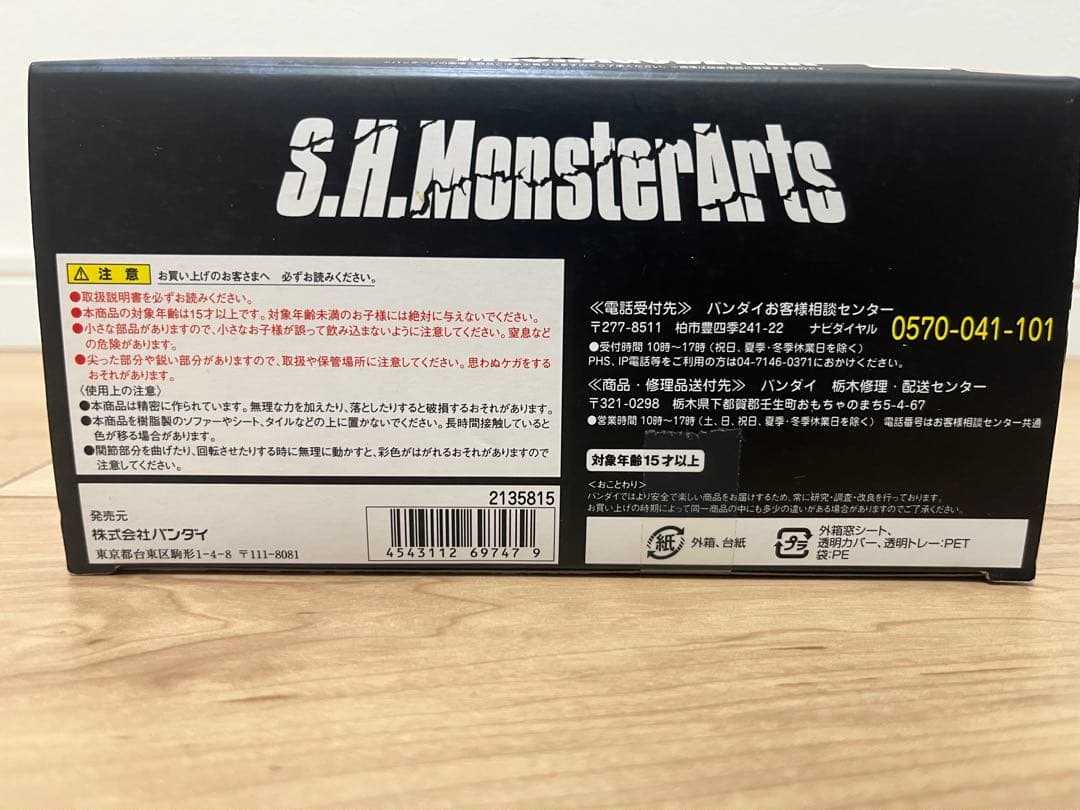 S.H.MonsterArts
注意 お買い上げのお客さまへ 必ずお読みください。
●取扱説明書を必ずお読みください。
●本商品の対象年齢は15才以上です。対象年齢未満のお子様には絶対に与えないでください。
●小さな部品がありますので、小さなお子様が誤って飲み込まないように注意してください。窒息など
の危険があります。
●尖った部分や鋭い部分がありますので、取扱や保管場所に注意してください。思わぬケガをする
おそれがあります。
〈使用上の注意〉
●本商品は精密に作られています。無理な力を加えたり、落としたりすると破損するおそれがあります。
●本商品を樹脂製のソファーやシート、タイルなどの上に置かないでください。長時間接触していると
色が移る場合があります。
●関節部分を曲げたり、回転させたりする時に無理に動かすと、彩色がはがれるおそれがありますので
注意してください。
2135815
発売元
株式会社バンダイ
東京都台東区駒形1-4-8 〒111-8081
4543112 69747 9
≪電話受付先≫ バンダイお客様相談センター
〒277-8511 柏市豊四季241-22 ナビダイヤル 0570-041-101
●受付時間 10時〜17時(祝日、夏季・冬季休業日を除く)
PHS、IP電話等をご利用の方は04-7146-0371におかけください。
≪商品・修理品送付先≫ バンダイ 栃木修理・配送センター
〒321-0298 栃木県下都賀郡壬生町おもちゃのまち5-4-67
●営業時間 10時〜17時(土、日、祝日、夏季・冬季休業日を除く) 電話番号はお客様相談センター共通
対象年齢15才以上
〈おことわり〉
バンダイではより安全で楽しい商品をお届けするため、常に研究・調査・改良を行っております。
お買い上げの時期によって同一商品の中にも多少の違いがある場合がありますのでご了承ください。
紙 外箱、台紙
プラ 外箱窓シート、
透明カバー、透明トレー:PET
袋:PE